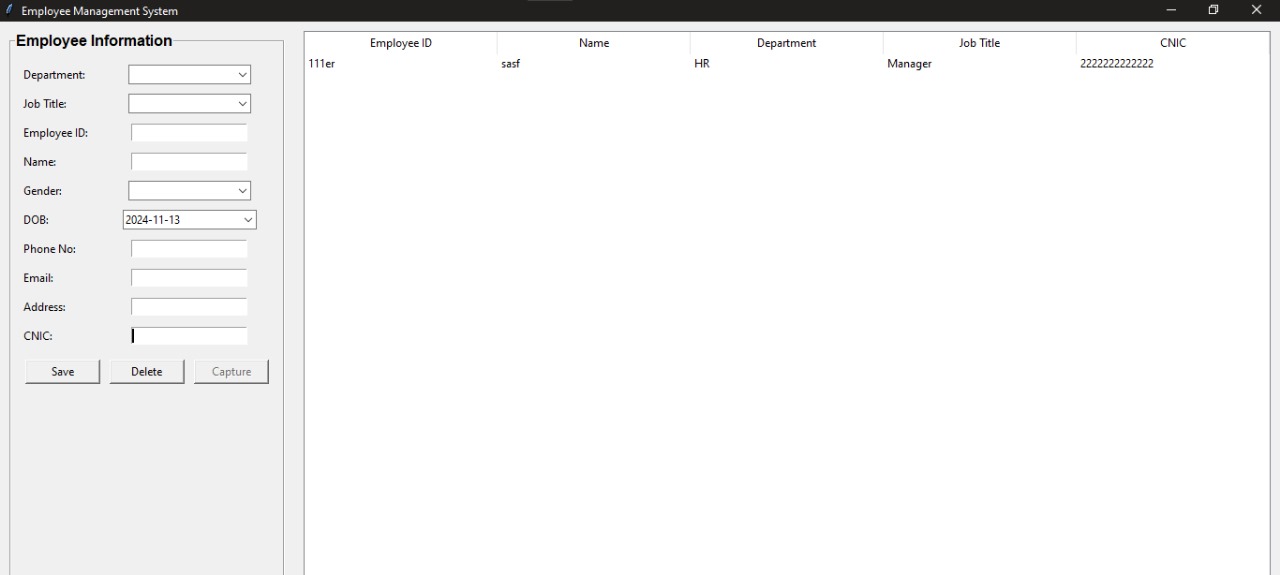 Employee Management System
Employee Information
Department:
Job Title:
Employee ID:
Name:
Gender:
DOB: 2024-11-13
Phone No:
Email:
Address:
CNIC:
Save Delete Capture
Employee ID Name Department Job Title CNIC
111er sasf HR Manager 2222222222222